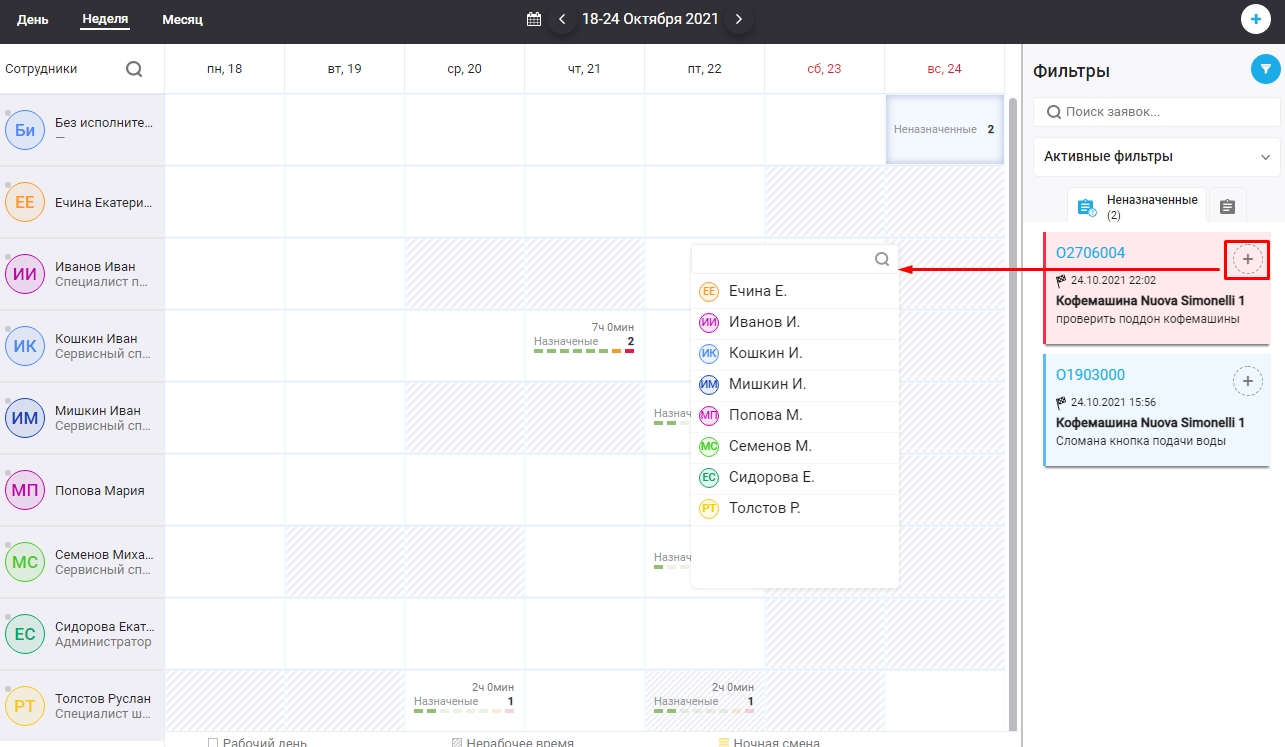 День Неделя Месяц 18-24 Октября 2021
Сотрудники пн, 18 вт, 19 ср, 20 чт, 21 пт, 22 сб, 23 вс, 24
Фильтры
Поиск заявок...
Активные фильтры
Неназначенные
(2)
Би Без исполните...
—
Неназначенные 2
ЕЕ Ечина Екатери...
ИИ Иванов Иван
Специалист п...
ИК Кошкин Иван
Сервисный сп...
7ч 0мин
Назначеные 2
ИМ Мишкин Иван
Сервисный сп...
Назнач
МП Попова Мария
МС Семенов Миха...
Сервисный сп...
Назнач
ЕС Сидорова Екат...
Администратор
РТ Толстов Руслан
Специалист ш...
2ч 0мин
Назначеные 1
2ч 0мин
Назначеные 1
ЕЕ Ечина Е.
ИИ Иванов И.
ИК Кошкин И.
ИМ Мишкин И.
МП Попова М.
МС Семенов М.
ЕС Сидорова Е.
РТ Толстов Р.
О2706004
24.10.2021 22:02
Кофемашина Nuova Simonelli 1
проверить поддон кофемашины
О1903000
24.10.2021 15:56
Кофемашина Nuova Simonelli 1
Сломана кнопка подачи воды
Рабочий день Нерабочее время Ночная смена